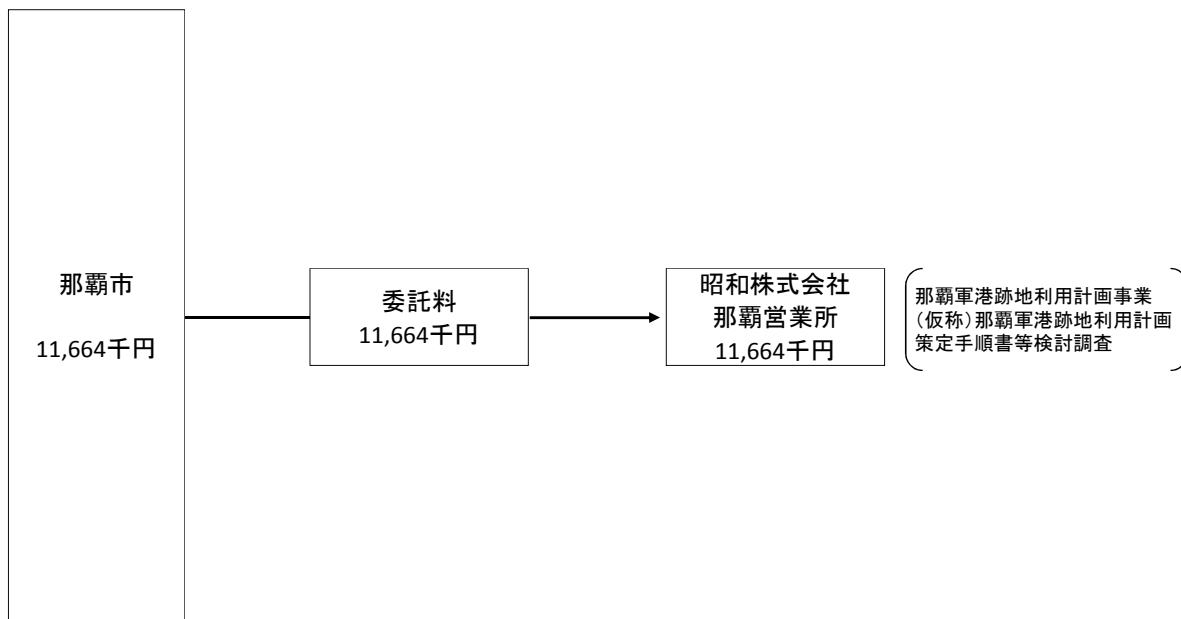 那覇市
11,664千円
委託料
11,664千円
昭和株式会社
那覇営業所
11,664千円
那覇軍港跡地利用計画事業
（仮称）那覇軍港跡地利用計画
策定手順書等検討調査